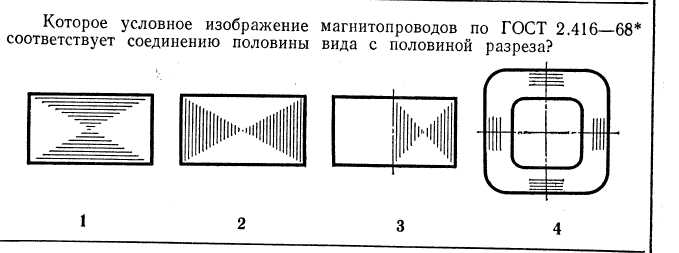 Которое условное изображение магнитопроводов по ГОСТ 2.416—68*
соответствует соединению половины вида с половиной разреза?
1 2 3 4